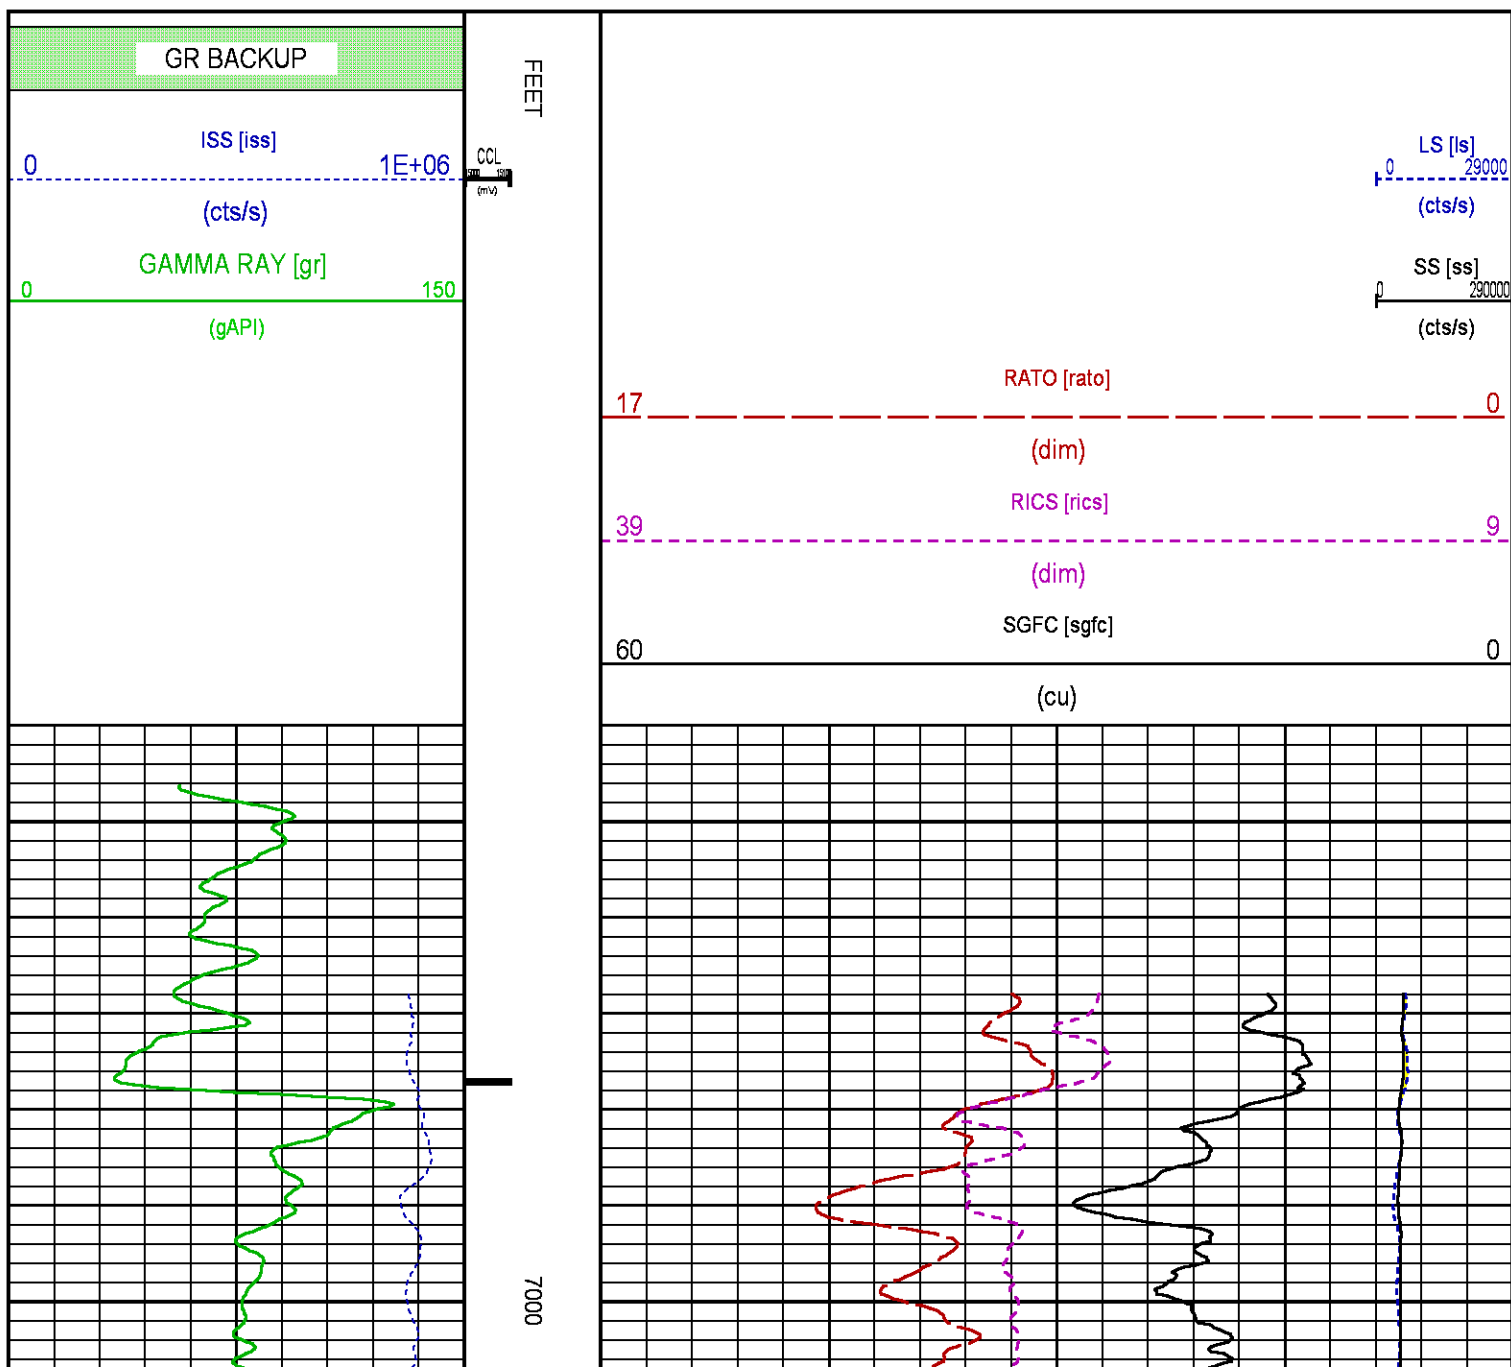 GR BACKUP
ISS [iss]
0 1E+06
(cts/s)
GAMMA RAY [gr]
0 150
(gAPI)
FEET
CCL
(mV)
LS [ls]
0 29000
(cts/s)
SS [ss]
0 290000
(cts/s)
RATO [rato]
17 0
(dim)
RICS [rics]
39 9
(dim)
SGFC [sgfc]
60 0
(cu)
7000